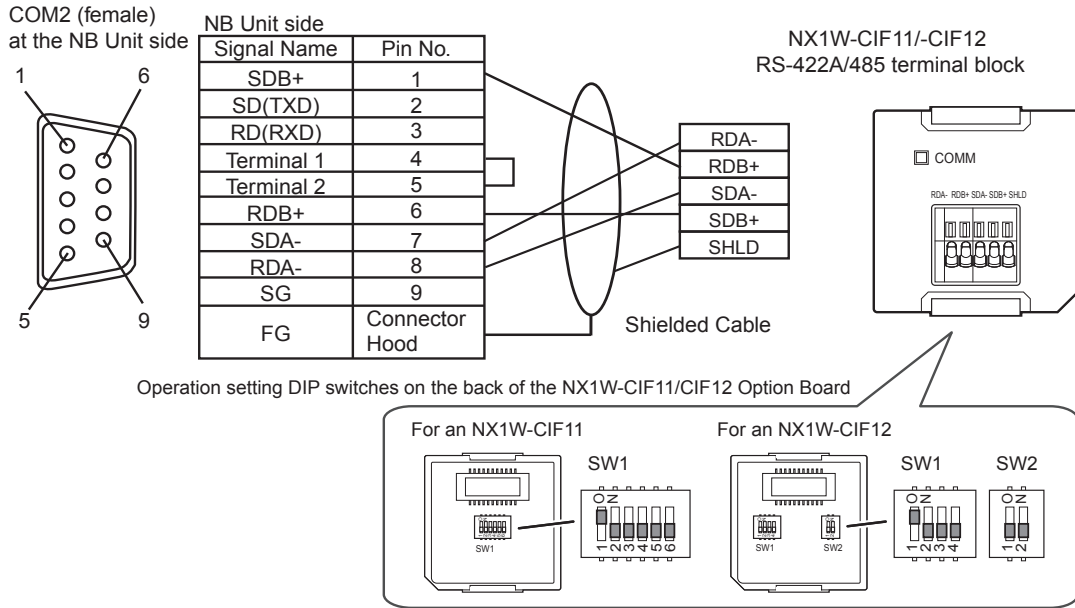 COM2 (female)
at the NB Unit side
1
6
5
9
NB Unit side
Signal Name Pin No.
SDB+ 1
SD(TXD) 2
RD(RXD) 3
Terminal 1 4
Terminal 2 5
RDB+ 6
SDA- 7
RDA- 8
SG 9
FG Connector
Hood
RDA-
RDB+
SDA-
SDB+
SHLD
Shielded Cable
NX1W-CIF11/-CIF12
RS-422A/485 terminal block
COMM
RDA- RDB+ SDA- SDB+ SHLD
Operation setting DIP switches on the back of the NX1W-CIF11/CIF12 Option Board
For an NX1W-CIF11
SW1
SW1
ON
1 2 3 4 5 6
For an NX1W-CIF12
SW1 SW2
SW1
ON
1 2 3 4
SW2
ON
1 2